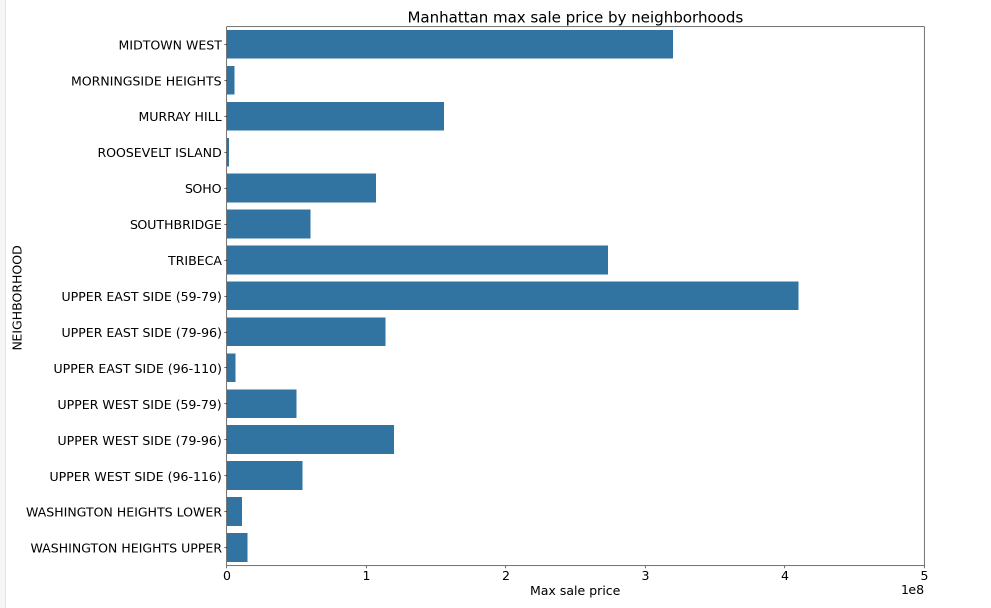 Manhattan max sale price by neighborhoods
NEIGHBORHOOD
MIDTOWN WEST
MORNINGSIDE HEIGHTS
MURRAY HILL
ROOSEVELT ISLAND
SOHO
SOUTHBRIDGE
TRIBECA
UPPER EAST SIDE (59-79)
UPPER EAST SIDE (79-96)
UPPER EAST SIDE (96-110)
UPPER WEST SIDE (59-79)
UPPER WEST SIDE (79-96)
UPPER WEST SIDE (96-116)
WASHINGTON HEIGHTS LOWER
WASHINGTON HEIGHTS UPPER
0 1 2 3 4 5
1e8
Max sale price